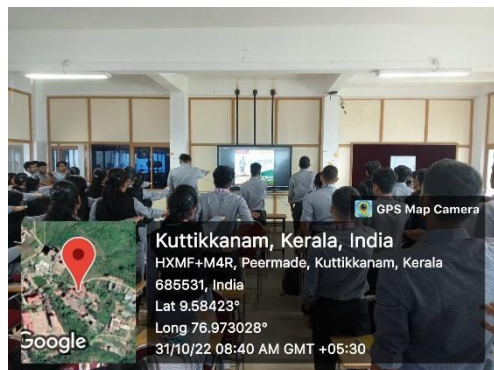 GPS Map Camera
Kuttikkanam, Kerala, India
HXMF+M4R, Peermade, Kuttikkanam, Kerala
685531, India
Lat 9.58423°
Long 76.973028°
31/10/22 08:40 AM GMT +05:30
Google